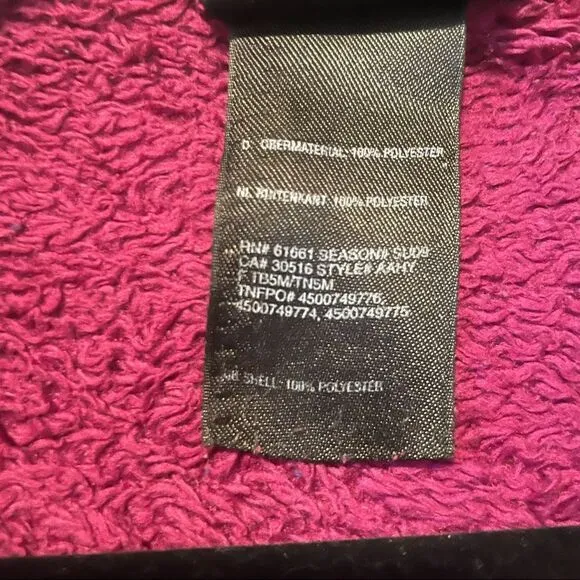 D OBERMATERIAL: 100% POLYESTER
NL BUITENKANT: 100% POLYESTER
RN# 61661 SEASON# SU09
CA# 30516 STYLE# AAHY
F TB5M/TN5M
TNFPO# 4500749776,
4500749774, 4500749775
GB SHELL: 100% POLYESTER